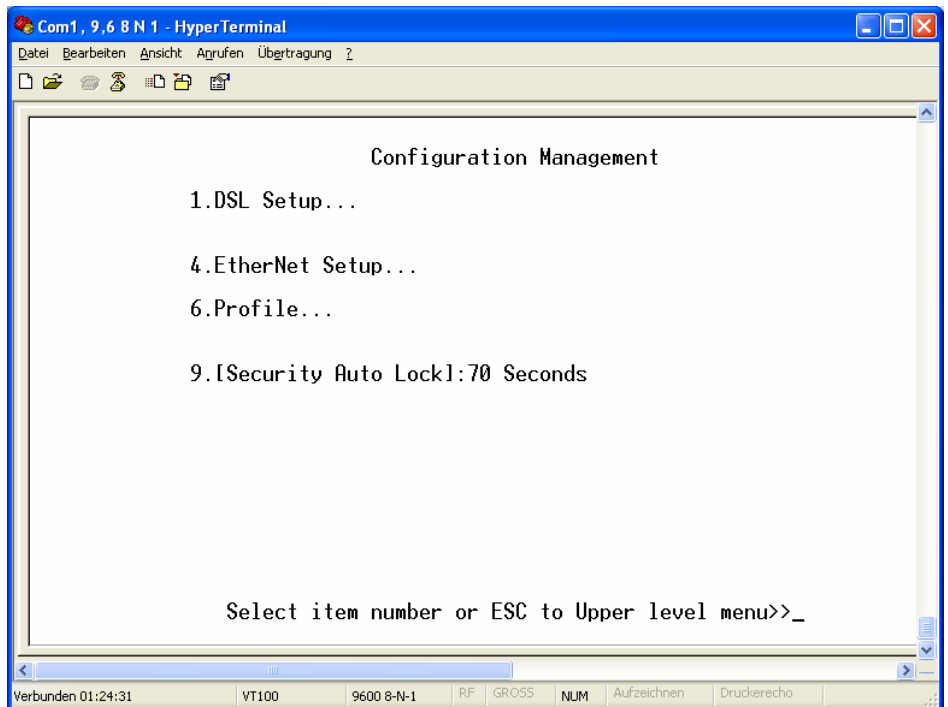 Com1, 9,6 8 N 1 - HyperTerminal
Datei Bearbeiten Ansicht Anrufen Übertragung ?
Configuration Management
1.DSL Setup...
4.EtherNet Setup...
6.Profile...
9.[Security Auto Lock]:70 Seconds
Select item number or ESC to Upper level menu>>_
Verbunden 01:24:31 VT100 9600 8-N-1 RF GROSS NUM Aufzeichnen Druckerecho